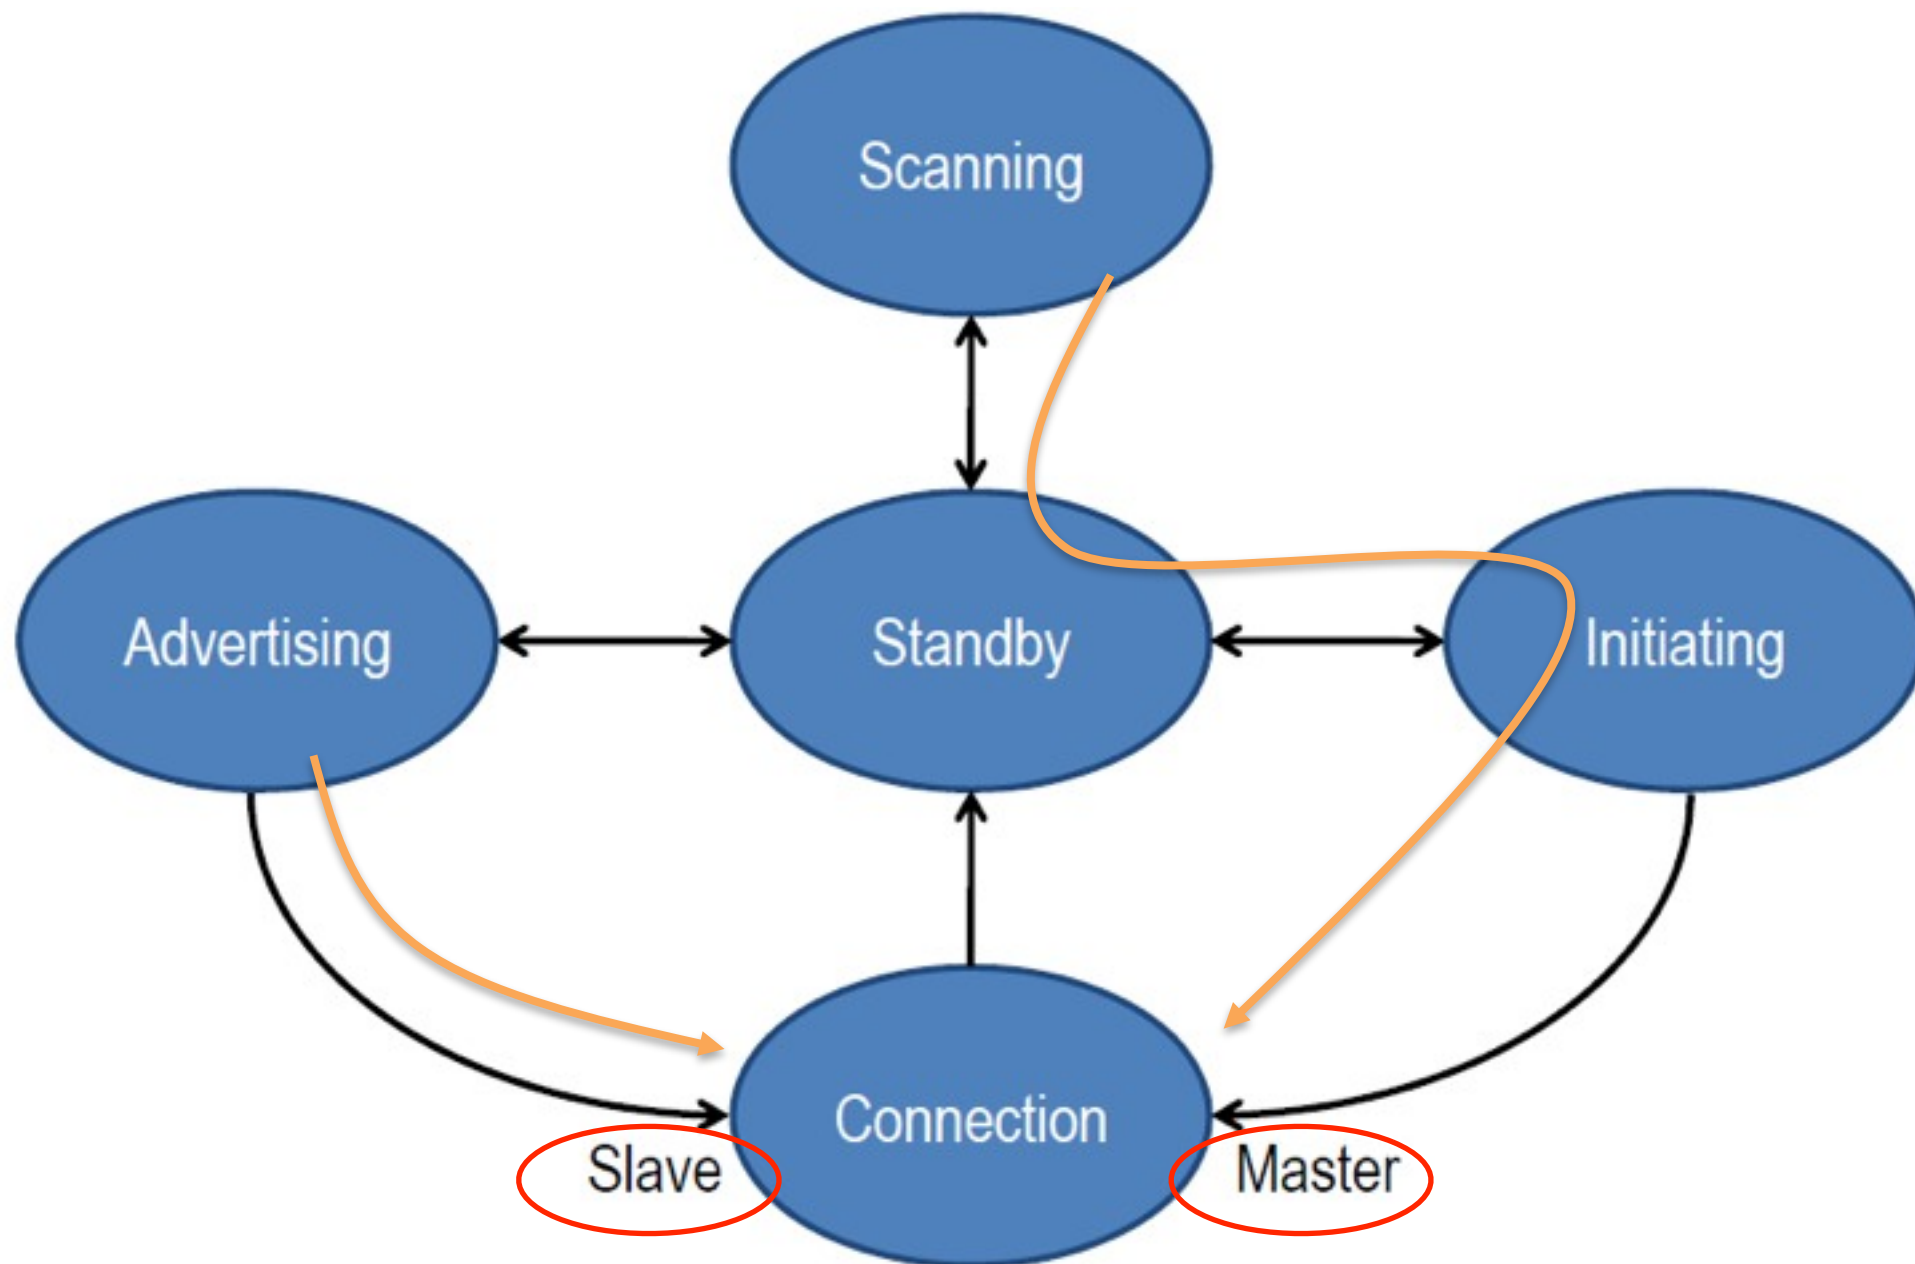 Scanning
Advertising
Standby
Initiating
Connection
Slave
Master